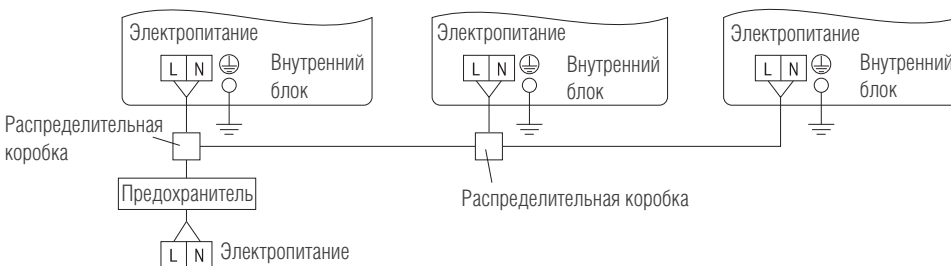 Электропитание
L N
Внутренний
блок
Электропитание
L N
Внутренний
блок
Электропитание
L N
Внутренний
блок
Распределительная
коробка
Распределительная коробка
Предохранитель
L N
Электропитание